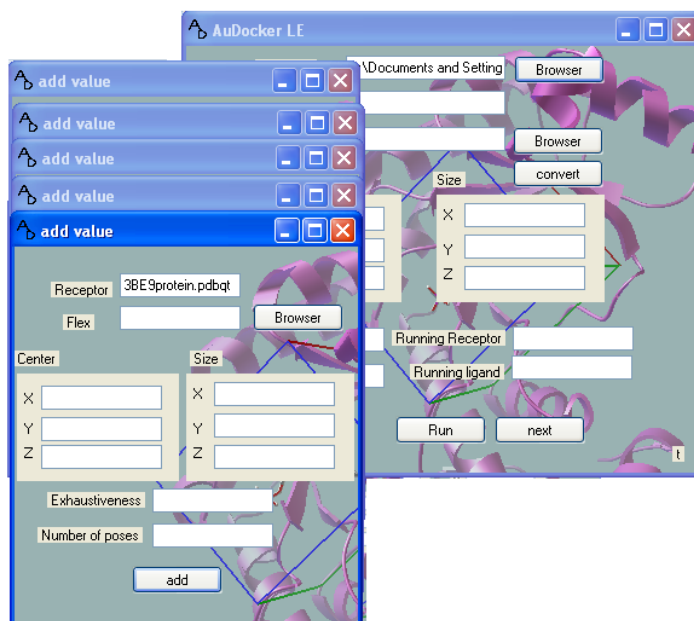 AuDocker LE
:\Documents and Setting
Browser
Browser
convert
Size
X
Y
Z
Running Receptor
Running ligand
Run
next
t
add value
add value
add value
add value
add value
Receptor
3BE9protein.pdbqt
Flex
Browser
Center
Size
X
X
Y
Y
Z
Z
Exhaustiveness
Number of poses
add